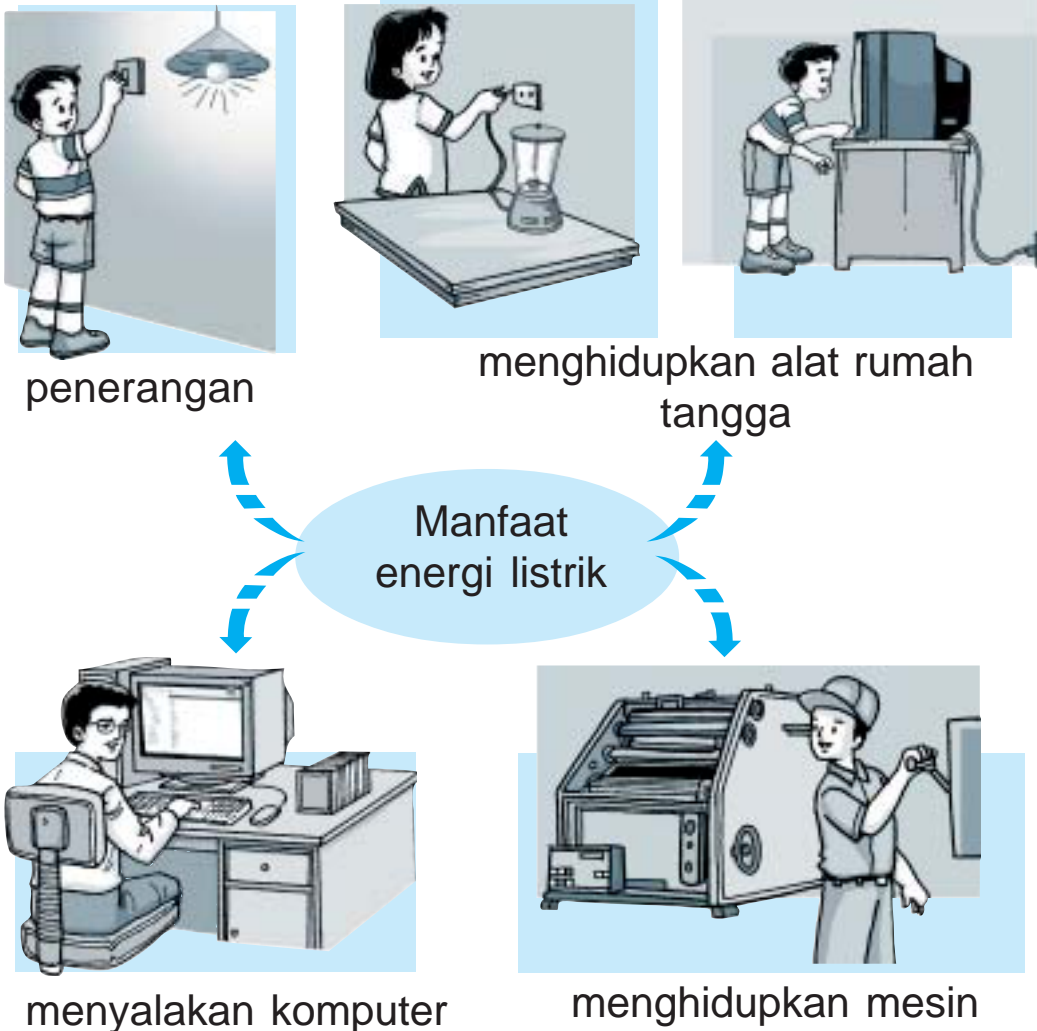 penerangan
menghidupkan alat rumah
tangga
Manfaat
energi listrik
menyalakan komputer
menghidupkan mesin